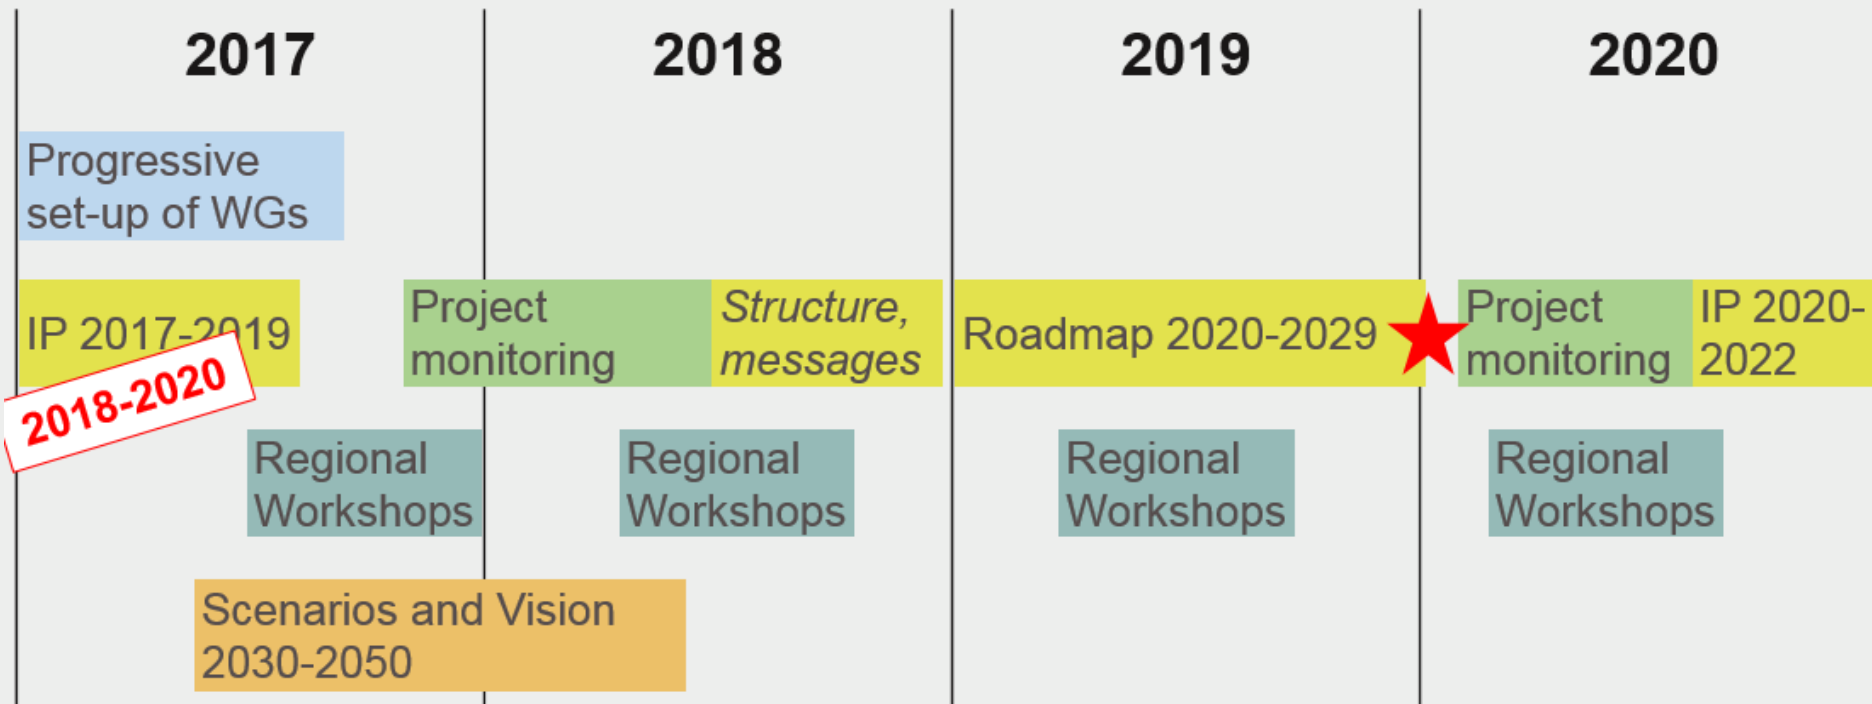 2017
2018
2019
2020
Progressive
set-up of WGs
IP 2017-2019
2018-2020
Project
monitoring
Structure,
messages
Roadmap 2020-2029
Project
monitoring
IP 2020-
2022
Regional
Workshops
Regional
Workshops
Regional
Workshops
Regional
Workshops
Scenarios and Vision
2030-2050